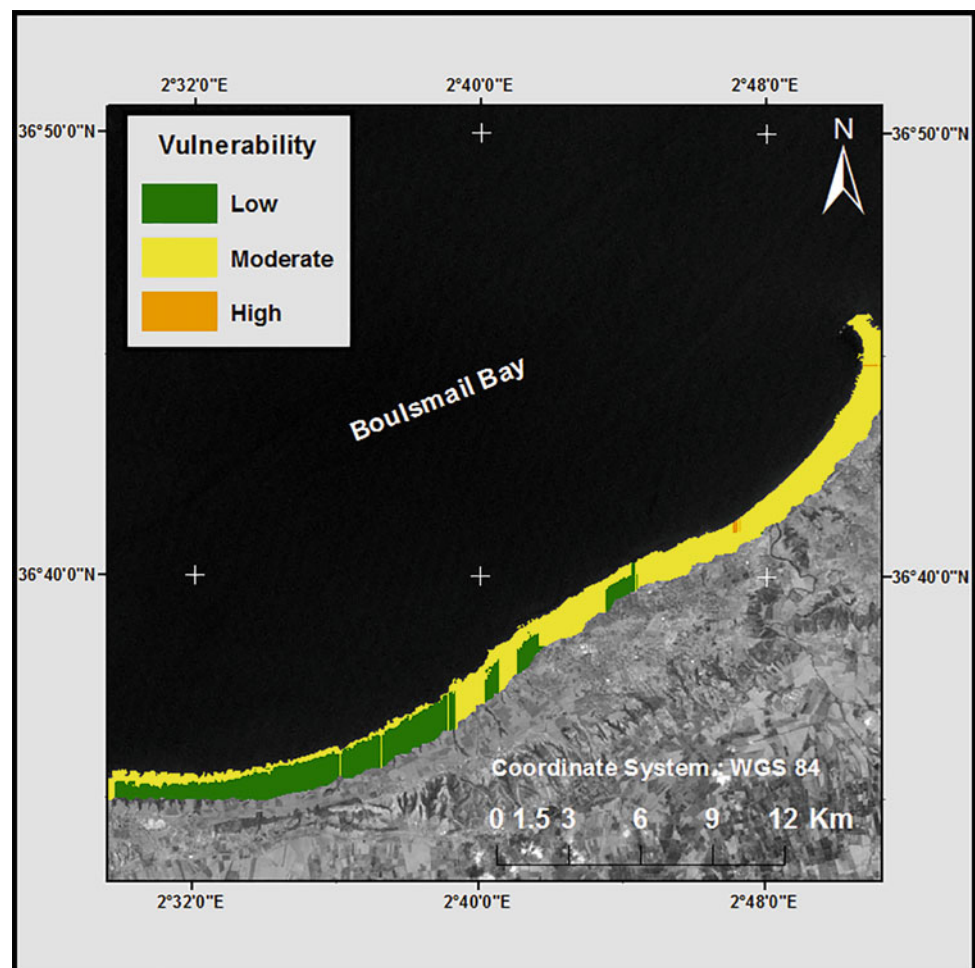 2°32'0"E 2°40'0"E 2°48'0"E
36°50'0"N 36°50'0"N
Vulnerability
Low
Moderate
High
N
BouIsmail Bay
36°40'0"N 36°40'0"N
Coordinate System.: WGS 84
0 1.5 3 6 9 12 Km
2°32'0"E 2°40'0"E 2°48'0"E